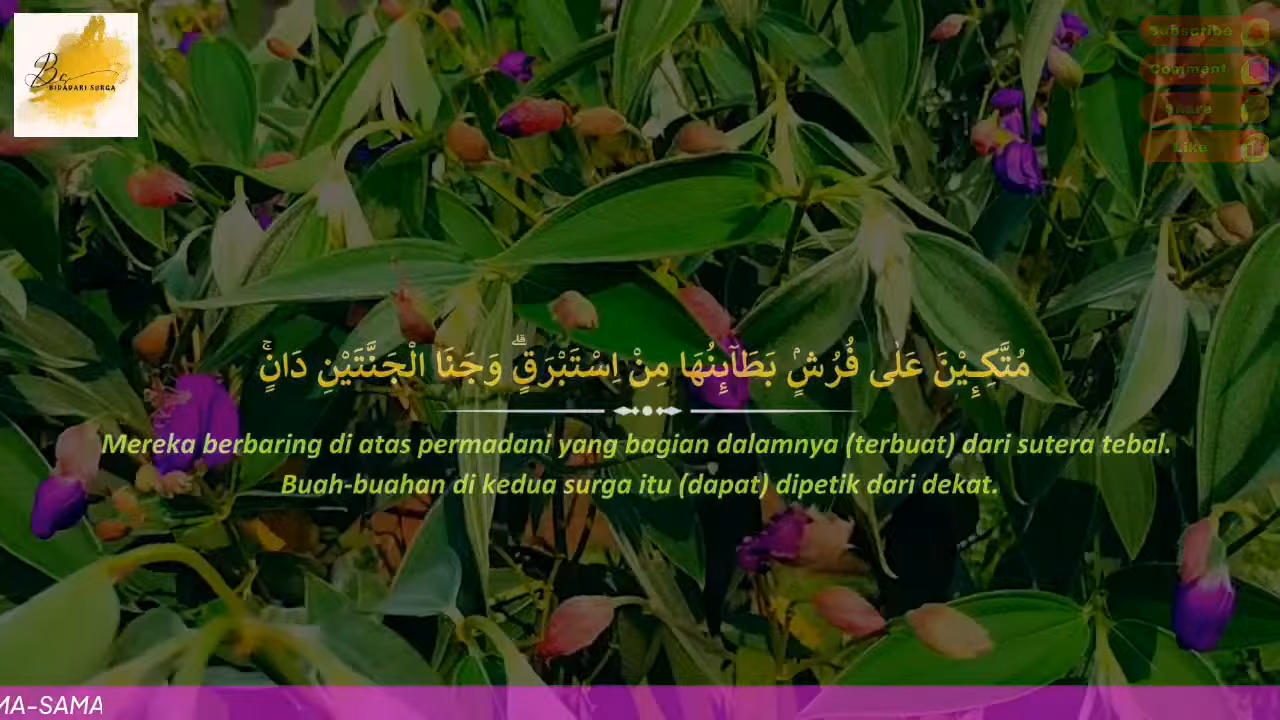 Bs
BIDADARI SURGA
Subscribe
Comment
Share
Like
مُتَّكِـِٕيْنَ عَلٰى فُرُشٍۢ بَطَاۤىِٕنُهَا مِنْ اِسْتَبْرَقٍۗ وَجَنَا الْجَنَّتَيْنِ دَانٍۚ
Mereka berbaring di atas permadani yang bagian dalamnya (terbuat) dari sutera tebal.
Buah-buahan di kedua surga itu (dapat) dipetik dari dekat.
MA-SAMA